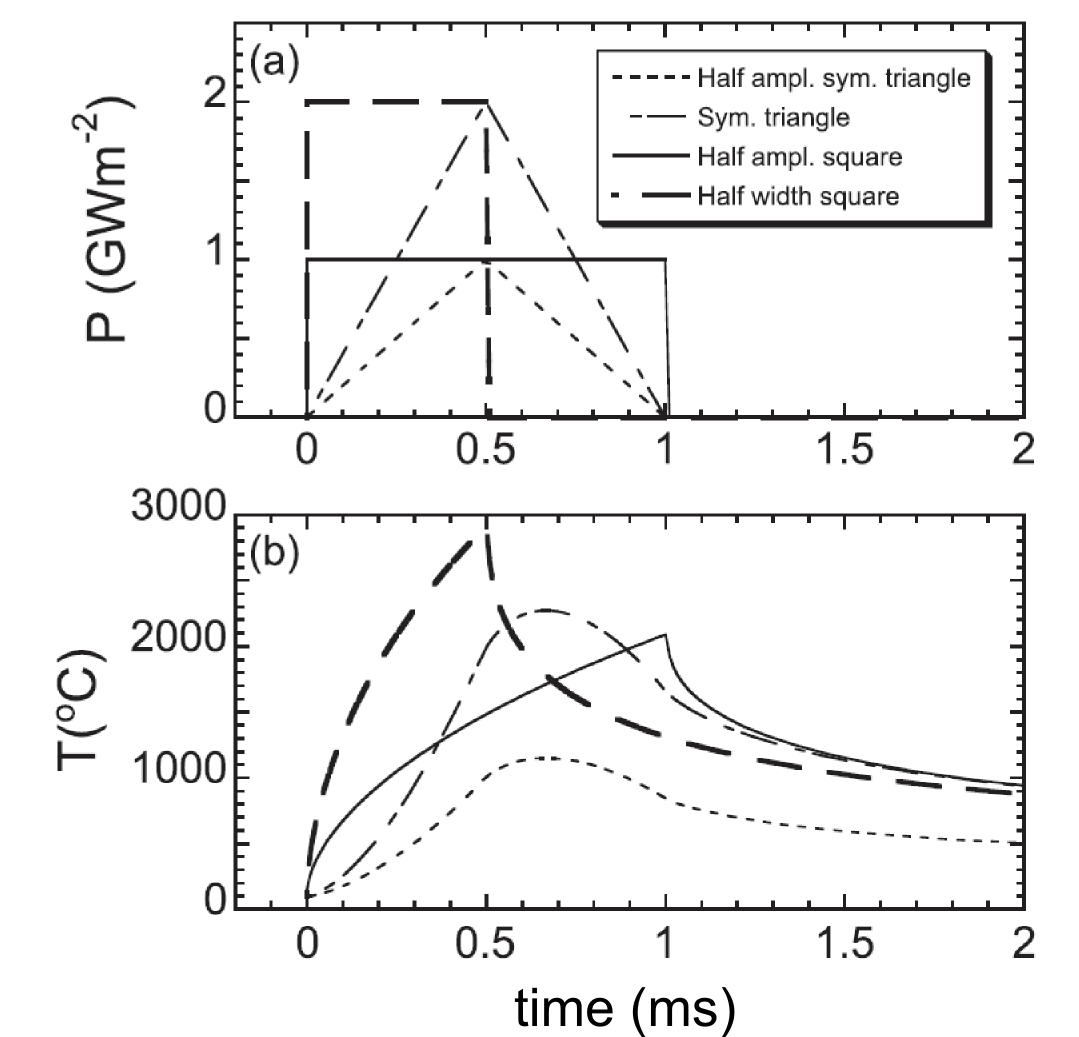 (a)
P (GWm-2)
2
1
0
Half ampl. sym. triangle
Sym. triangle
Half ampl. square
Half width square
0 0.5 1 1.5 2
(b)
T(ºC)
3000
2000
1000
0
0 0.5 1 1.5 2
time (ms)